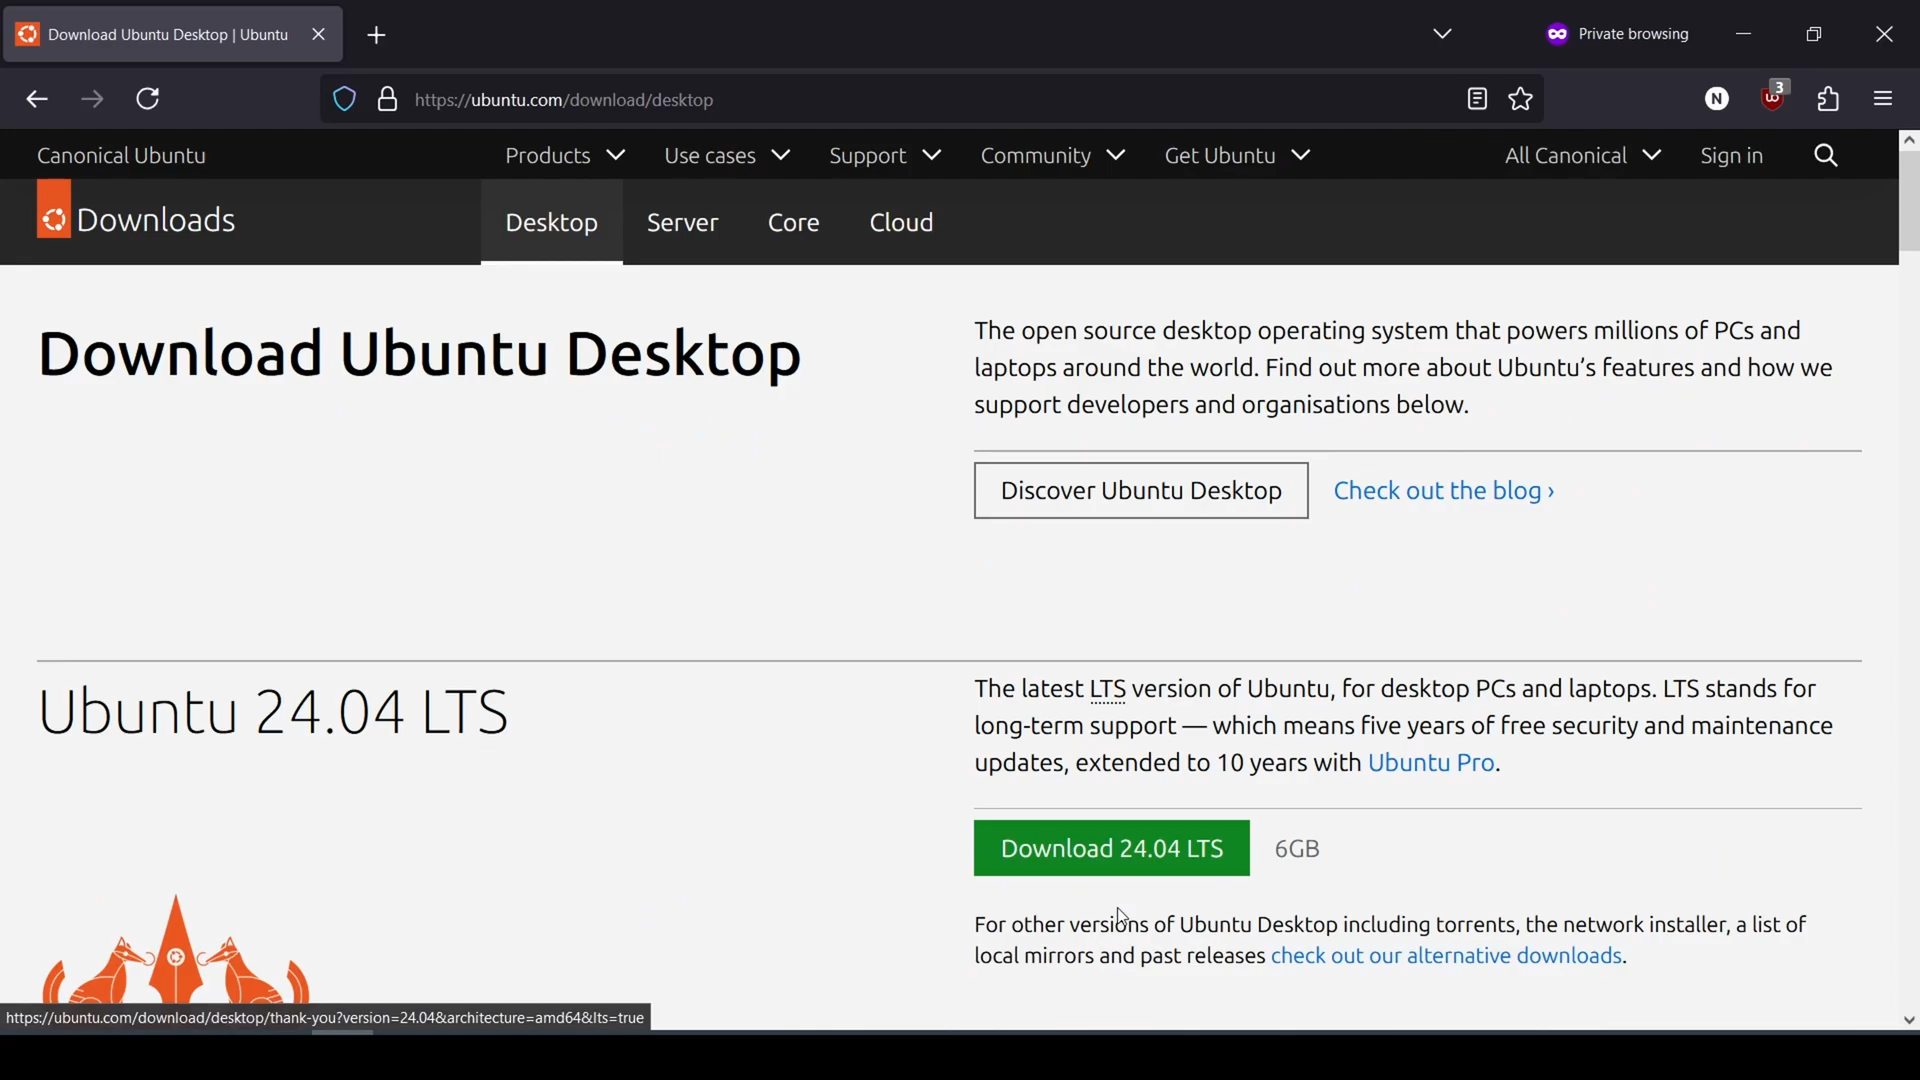 Download Ubuntu Desktop | Ubuntu
Private browsing
https://ubuntu.com/download/desktop
N
3
Canonical Ubuntu
Products
Use cases
Support
Community
Get Ubuntu
All Canonical
Sign in
Downloads
Desktop
Server
Core
Cloud
Download Ubuntu Desktop
The open source desktop operating system that powers millions of PCs and
laptops around the world. Find out more about Ubuntu’s features and how we
support developers and organisations below.
Discover Ubuntu Desktop
Check out the blog ›
Ubuntu 24.04 LTS
The latest LTS version of Ubuntu, for desktop PCs and laptops. LTS stands for
long-term support — which means five years of free security and maintenance
updates, extended to 10 years with Ubuntu Pro.
Download 24.04 LTS
6GB
For other versions of Ubuntu Desktop including torrents, the network installer, a list of
local mirrors and past releases check out our alternative downloads.
https://ubuntu.com/download/desktop/thank-you?version=24.04&architecture=amd64&lts=true